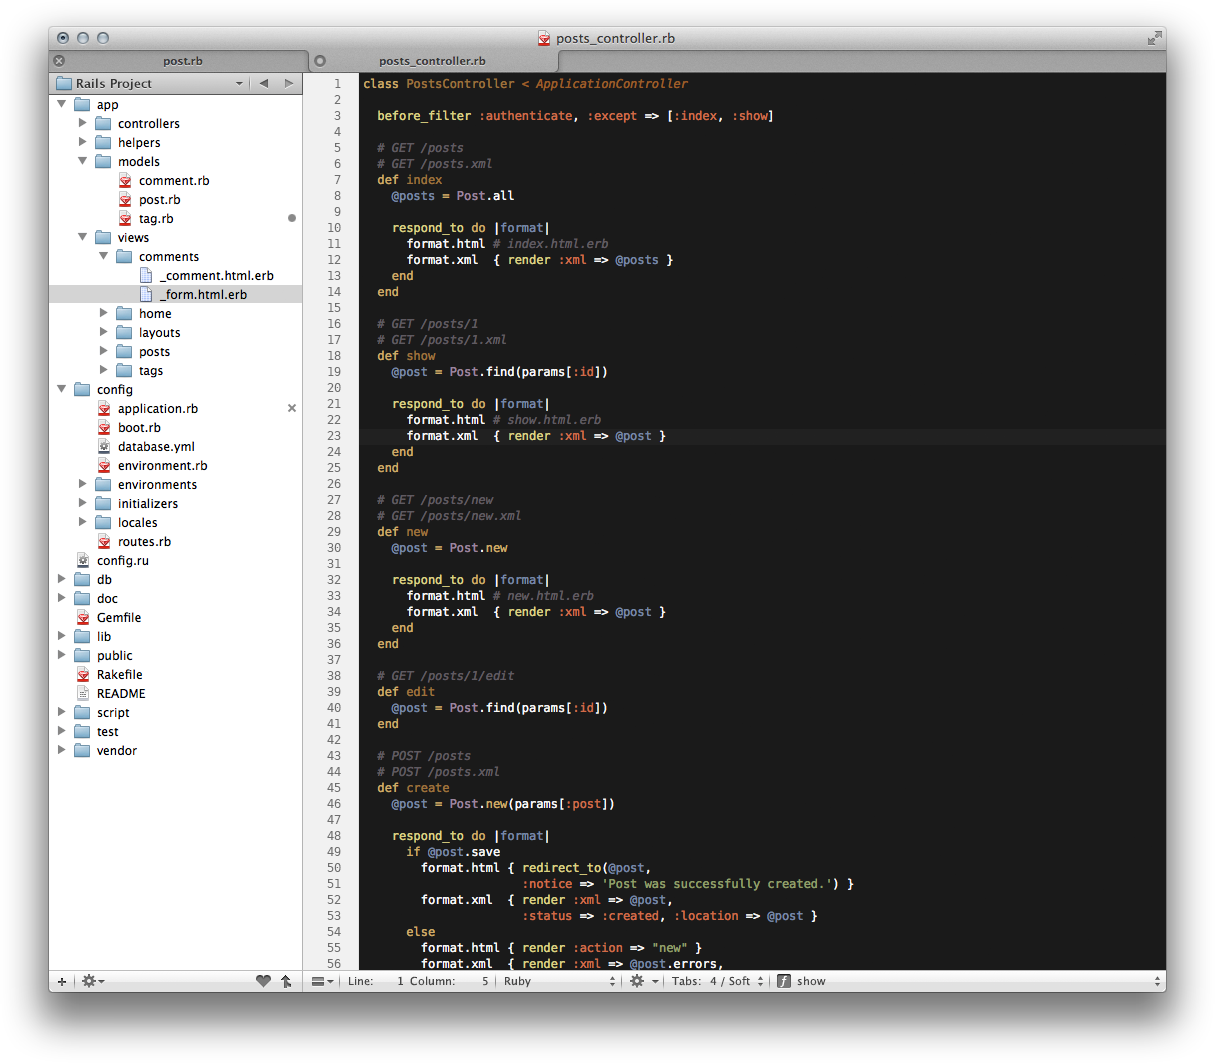 posts_controller.rb
post.rb
posts_controller.rb
Rails Project
app
controllers
helpers
models
comment.rb
post.rb
tag.rb
views
comments
_comment.html.erb
_form.html.erb
home
layouts
posts
tags
config
application.rb
boot.rb
database.yml
environment.rb
environments
initializers
locales
routes.rb
config.ru
db
doc
Gemfile
lib
public
Rakefile
README
script
test
vendor
1 class PostsController < ApplicationController
2
3   before_filter :authenticate, :except => [:index, :show]
4
5   # GET /posts
6   # GET /posts.xml
7   def index
8     @posts = Post.all
9
10     respond_to do |format|
11       format.html # index.html.erb
12       format.xml  { render :xml => @posts }
13     end
14   end
15
16   # GET /posts/1
17   # GET /posts/1.xml
18   def show
19     @post = Post.find(params[:id])
20
21     respond_to do |format|
22       format.html # show.html.erb
23       format.xml  { render :xml => @post }
24     end
25   end
26
27   # GET /posts/new
28   # GET /posts/new.xml
29   def new
30     @post = Post.new
31
32     respond_to do |format|
33       format.html # new.html.erb
34       format.xml  { render :xml => @post }
35     end
36   end
37
38   # GET /posts/1/edit
39   def edit
40     @post = Post.find(params[:id])
41   end
42
43   # POST /posts
44   # POST /posts.xml
45   def create
46     @post = Post.new(params[:post])
47
48     respond_to do |format|
49       if @post.save
50         format.html { redirect_to(@post,
51                       :notice => 'Post was successfully created.') }
52         format.xml  { render :xml => @post,
53                       :status => :created, :location => @post }
54       else
55         format.html { render :action => "new" }
56         format.xml  { render :xml => @post.errors,
Line: 1 Column: 5 Ruby Tabs: 4 / Soft show